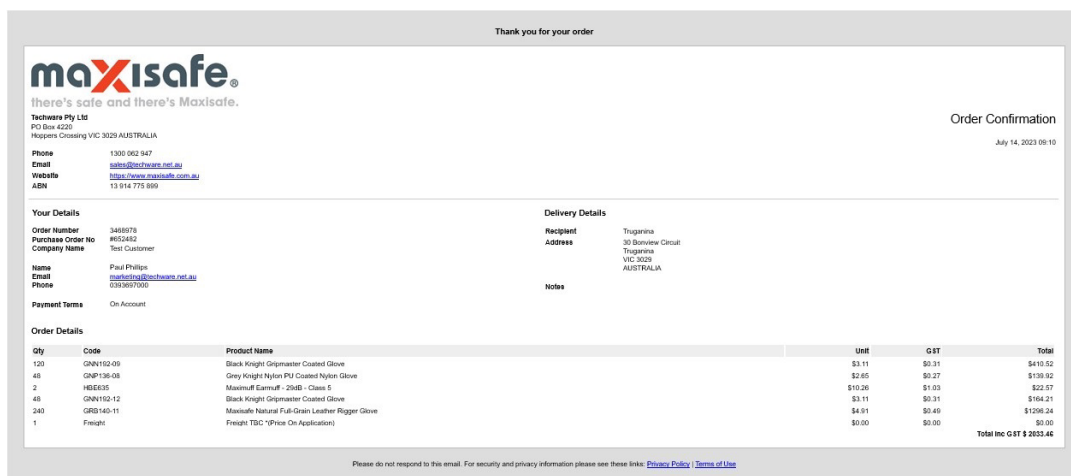 Thank you for your order
maxisafe®
there's safe and there's Maxisafe.
Techware Pty Ltd
PO Box 4220
Hoppers Crossing VIC 3029 AUSTRALIA
Order Confirmation
July 14, 2023 09:10
Phone 1300 062 947
Email sales@techware.net.au
Website https://www.maxisafe.com.au
ABN 13 914 775 899
Your Details
Order Number 3468978
Purchase Order No #652482
Company Name Test Customer
Name Paul Phillips
Email marketing@techware.net.au
Phone 0393697000
Payment Terms On Account
Delivery Details
Recipient Truganina
Address 30 Bonview Circuit
Truganina
VIC 3029
AUSTRALIA
Notes
Order Details
Qty Code Product Name Unit GST Total
120 GNN192-09 Black Knight Gripmaster Coated Glove $3.11 $0.31 $410.52
48 GNP136-08 Grey Knight Nylon PU Coated Nylon Glove $2.65 $0.27 $139.92
2 HBE635 Maximuff Earmuff - 29dB - Class 5 $10.26 $1.03 $22.57
48 GNN192-12 Black Knight Gripmaster Coated Glove $3.11 $0.31 $164.21
240 GRB140-11 Maxisafe Natural Full-Grain Leather Rigger Glove $4.91 $0.49 $1296.24
1 Freight Freight TBC *(Price On Application) $0.00 $0.00 $0.00
Total inc GST $ 2033.46
Please do not respond to this email. For security and privacy information please see these links: Privacy Policy | Terms of Use